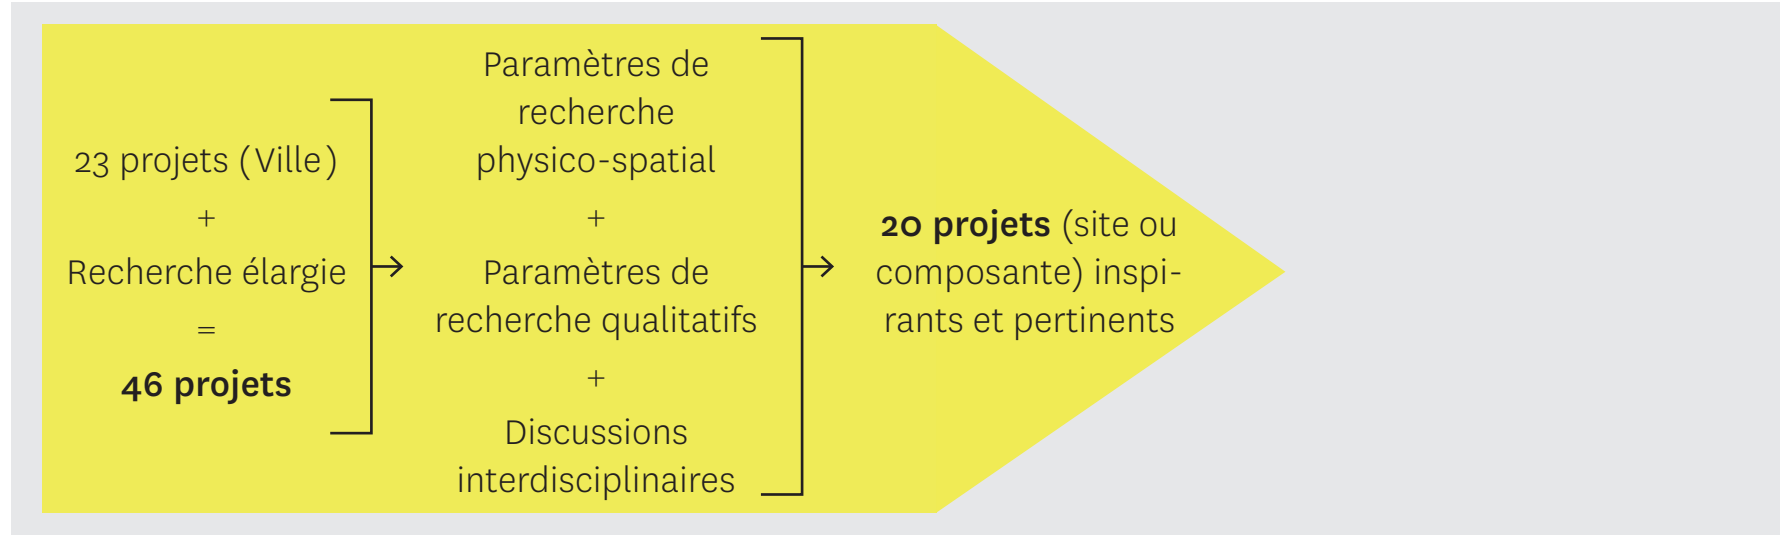 23 projets (Ville)
+
Recherche élargie
=
46 projets
Paramètres de
recherche
physico-spatial
+
Paramètres de
recherche qualitatifs
+
Discussions
interdisciplinaires
20 projets (site ou
composante) inspi-
rants et pertinents